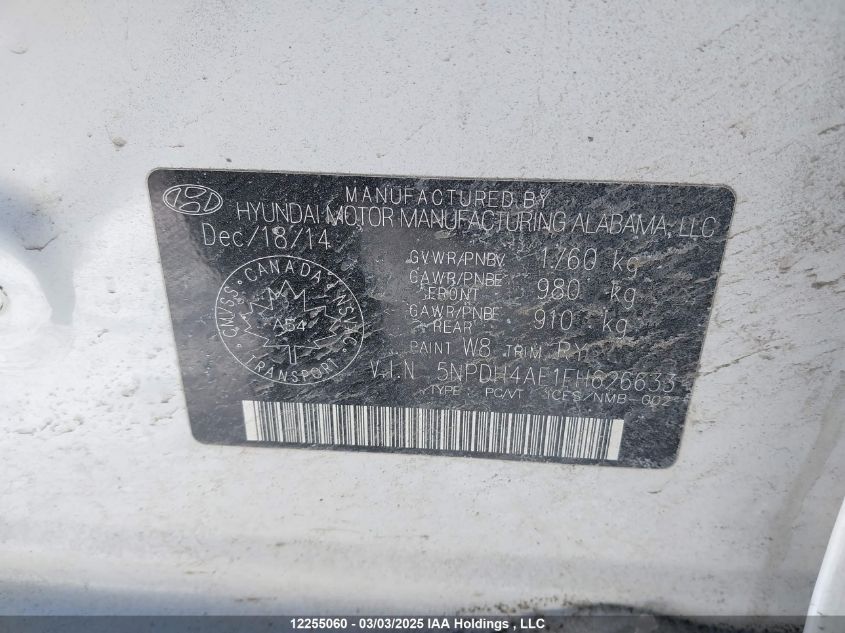 MANUFACTURED BY
HYUNDAI MOTOR MANUFACTURING ALABAMA, LLC
Dec/18/14
GVWR/PNBV 1760 kg
GAWR/PNBE FRONT 980 kg
GAWR/PNBE REAR 910 kg
PAINT W8 TRIM RY
V.I.N 5NPDH4AE1FH626633
TYPE PC/VT ICES/NMB-002
CANADA
TRANSPORT
A54
12255060 - 03/03/2025 IAA Holdings , LLC